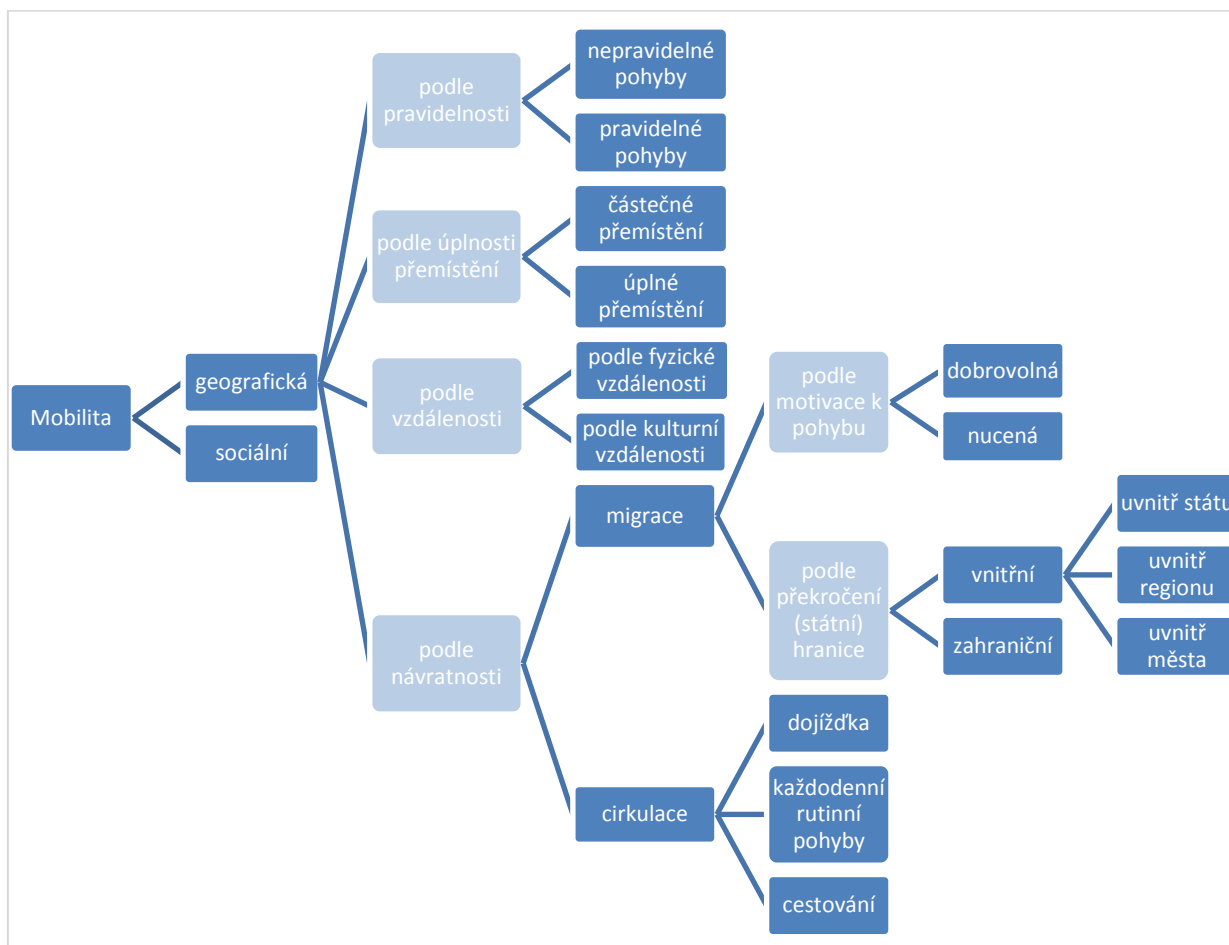 Mobilita
geografická
sociální
podle
pravidelnosti
nepravidelné
pohyby
pravidelné
pohyby
podle úplnosti
přemístění
částečné
přemístění
úplné
přemístění
podle
vzdálenosti
podle fyzické
vzdálenosti
podle kulturní
vzdálenosti
podle
návratnosti
migrace
podle
motivace k
pohybu
dobrovolná
nucená
podle
překročení
(státní)
hranice
vnitřní
uvnitř státu
uvnitř
regionu
uvnitř
města
zahraniční
cirkulace
dojížďka
každodenní
rutinní
pohyby
cestování